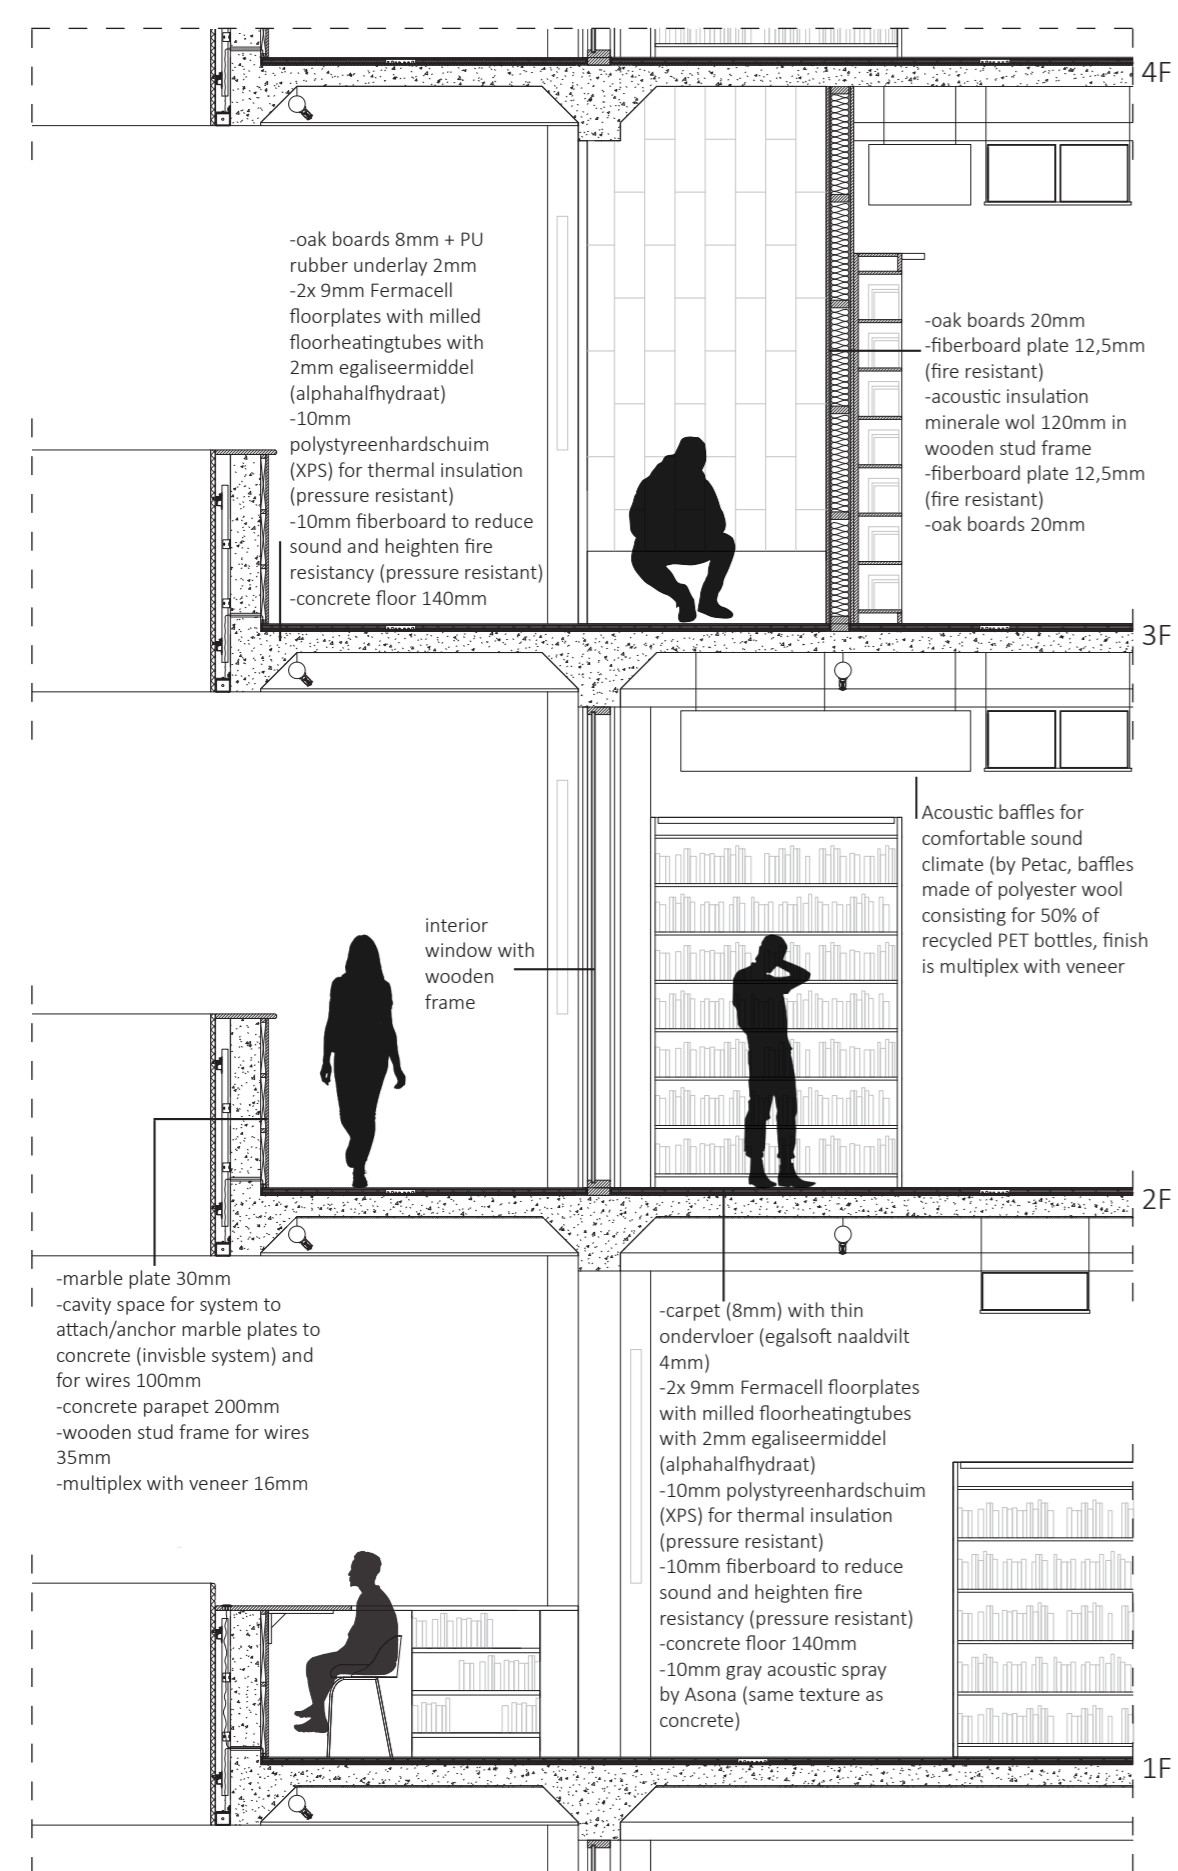 4F
-oak boards 8mm + PU
rubber underlay 2mm
-2x 9mm Fermacell
floorplates with milled
floorheatingtubes with
2mm egaliseermiddel
(alphahalfhydraat)
-10mm
polystyreenhardschuim
(XPS) for thermal insulation
(pressure resistant)
-10mm fiberboard to reduce
sound and heighten fire
resistancy (pressure resistant)
-concrete floor 140mm
-oak boards 20mm
-fiberboard plate 12,5mm
(fire resistant)
-acoustic insulation
minerale wol 120mm in
wooden stud frame
-fiberboard plate 12,5mm
(fire resistant)
-oak boards 20mm
3F
Acoustic baffles for
comfortable sound
climate (by Petac, baffles
made of polyester wool
consisting for 50% of
recycled PET bottles, finish
is multiplex with veneer
interior
window with
wooden
frame
2F
-marble plate 30mm
-cavity space for system to
attach/anchor marble plates to
concrete (invisble system) and
for wires 100mm
-concrete parapet 200mm
-wooden stud frame for wires
35mm
-multiplex with veneer 16mm
-carpet (8mm) with thin
ondervloer (egalsoft naaldvilt
4mm)
-2x 9mm Fermacell floorplates
with milled floorheatingtubes
with 2mm egaliseermiddel
(alphahalfhydraat)
-10mm polystyreenhardschuim
(XPS) for thermal insulation
(pressure resistant)
-10mm fiberboard to reduce
sound and heighten fire
resistancy (pressure resistant)
-concrete floor 140mm
-10mm gray acoustic spray
by Asona (same texture as
concrete)
1F